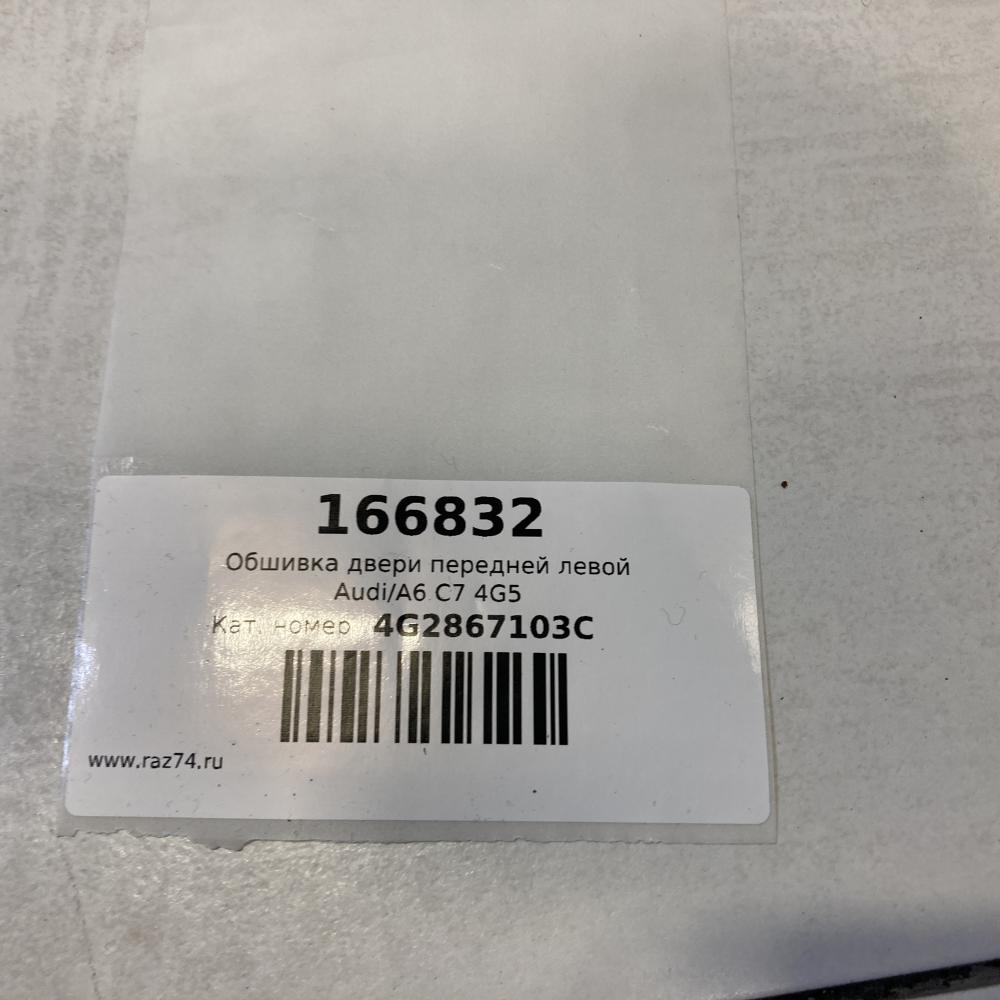 166832
Обшивка двери передней левой
Audi/A6 C7 4G5
Кат. номер 4G2867103C
www.raz74.ru